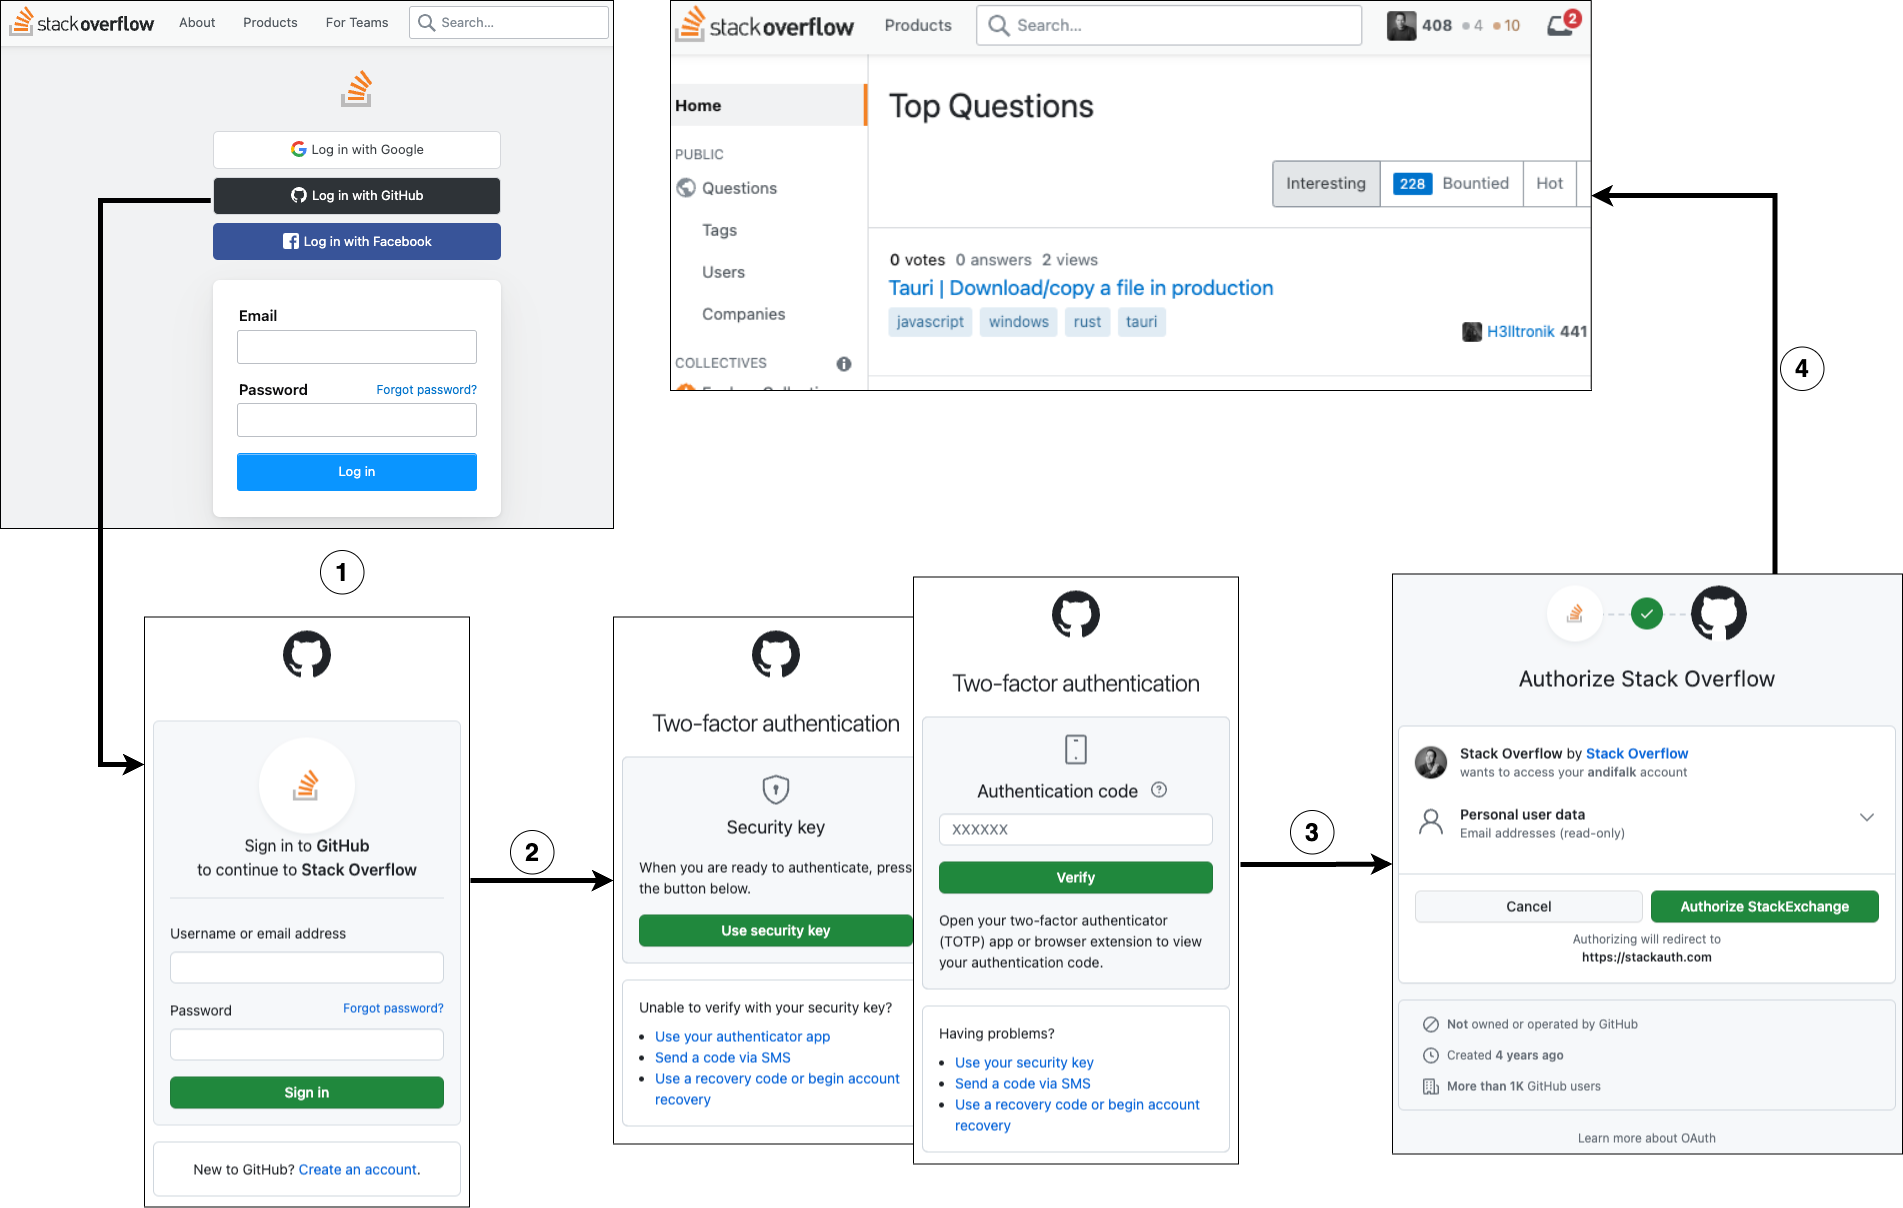 stackoverflow About Products For Teams Search...
Log in with Google
Log in with GitHub
Log in with Facebook
Email
Password Forgot password?
Log in
stackoverflow Products Search... 408 4 10 2
Home
PUBLIC
Questions
Tags
Users
Companies
COLLECTIVES
Top Questions
Interesting 228 Bountied Hot
0 votes 0 answers 2 views
Tauri | Download/copy a file in production
javascript windows rust tauri
H3lltronik 441
1
Sign in to GitHub
to continue to Stack Overflow
Username or email address
Password Forgot password?
Sign in
New to GitHub? Create an account.
2
Two-factor authentication
Security key
When you are ready to authenticate, press
the button below.
Use security key
Unable to verify with your security key?
• Use your authenticator app
• Send a code via SMS
• Use a recovery code or begin account
recovery
Two-factor authentication
Authentication code
XXXXXX
Verify
Open your two-factor authenticator
(TOTP) app or browser extension to view
your authentication code.
Having problems?
• Use your security key
• Send a code via SMS
• Use a recovery code or begin account
recovery
3
Authorize Stack Overflow
Stack Overflow by Stack Overflow
wants to access your andifalk account
Personal user data
Email addresses (read-only)
Cancel Authorize StackExchange
Authorizing will redirect to
https://stackauth.com
Not owned or operated by GitHub
Created 4 years ago
More than 1K GitHub users
Learn more about OAuth
4